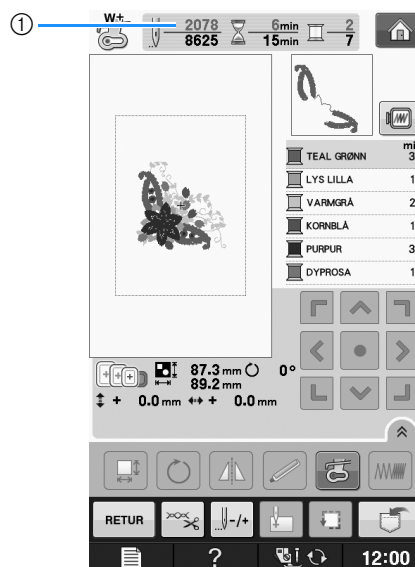 ①
W+
2078 6min 2
8625 15min 7
mi
TEAL GRØNN 3
LYS LILLA 1
VARMGRÅ 2
KORNBLÅ 1
PURPUR 3
DYPROSA 1
87.3 mm 0°
89.2 mm
+ 0.0 mm + 0.0 mm
RETUR -/+
? 12:00